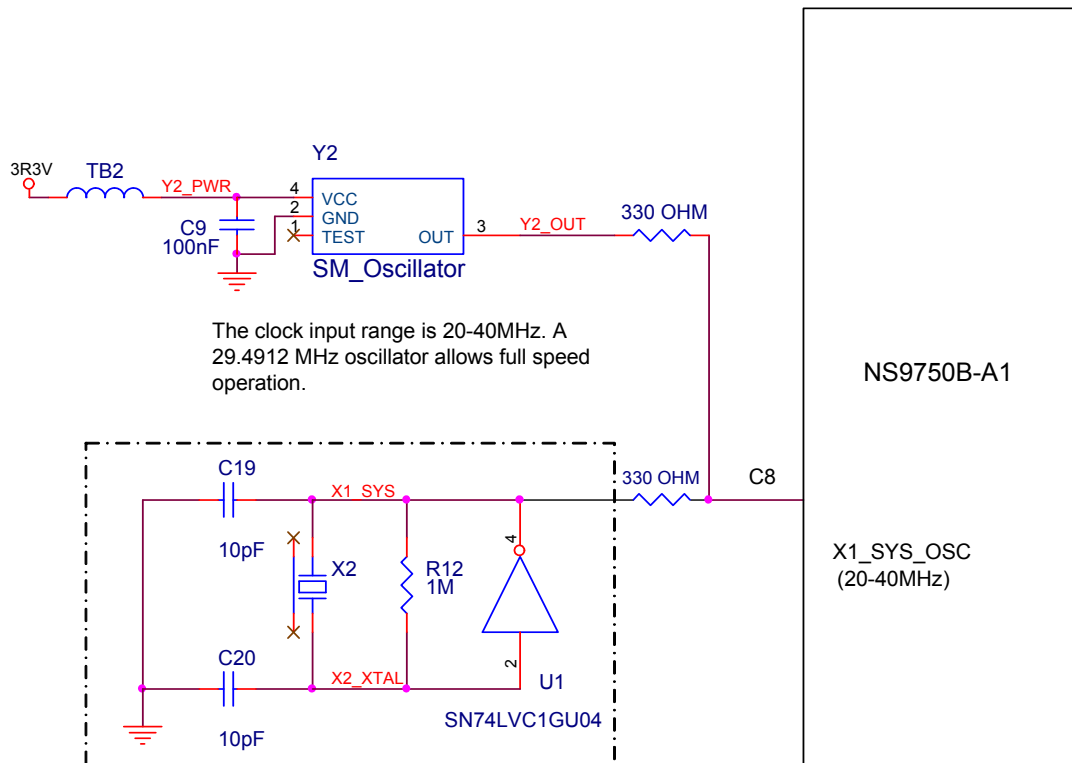 3R3V
TB2
Y2_PWR
C9
100nF
Y2
4
2
1
VCC
GND
TEST
OUT
3
SM_Oscillator
Y2_OUT
330 OHM
The clock input range is 20-40MHz. A
29.4912 MHz oscillator allows full speed
operation.
NS9750B-A1
C19
10pF
X1_SYS
330 OHM
C8
X2
R12
1M
4
X1_SYS_OSC
(20-40MHz)
C20
10pF
X2_XTAL
2
U1
SN74LVC1GU04